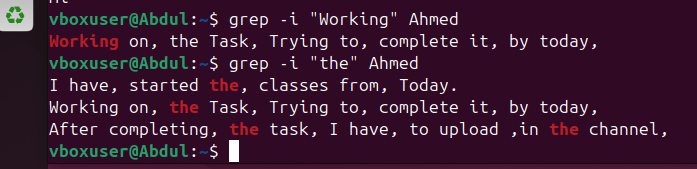 vboxuser@Abdul:~$ grep -i "Working" Ahmed
Working on, the Task, Trying to, complete it, by today,
vboxuser@Abdul:~$ grep -i "the" Ahmed
I have, started the, classes from, Today.
Working on, the Task, Trying to, complete it, by today,
After completing, the task, I have, to upload ,in the channel,
vboxuser@Abdul:~$